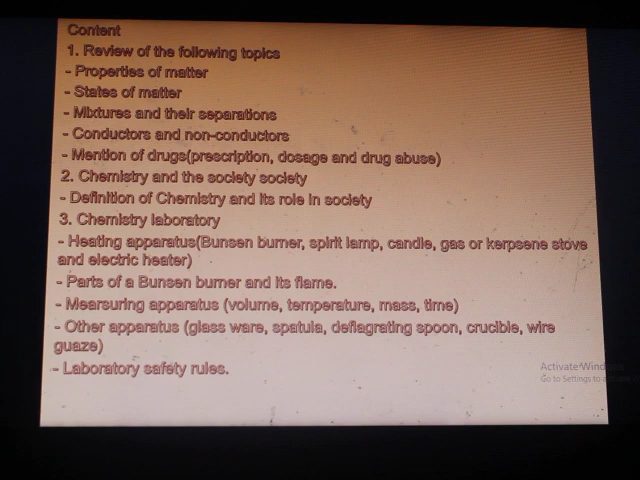 Content
1. Review of the following topics
- Properties of matter
- States of matter
- Mixtures and their separations
- Conductors and non-conductors
- Mention of drugs(prescription, dosage and drug abuse)
2. Chemistry and the society society
- Definition of Chemistry and its role in society
3. Chemistry laboratory
- Heating apparatus(Bunsen burner, spirit lamp, candle, gas or kerpsene stove
and electric heater)
- Parts of a Bunsen burner and its flame.
- Mearsuring apparatus (volume, temperature, mass, time)
- Other apparatus (glass ware, spatula, deflagrating spoon, crucible, wire
guaze)
- Laboratory safety rules.
Activate Wind
Go to Settings to